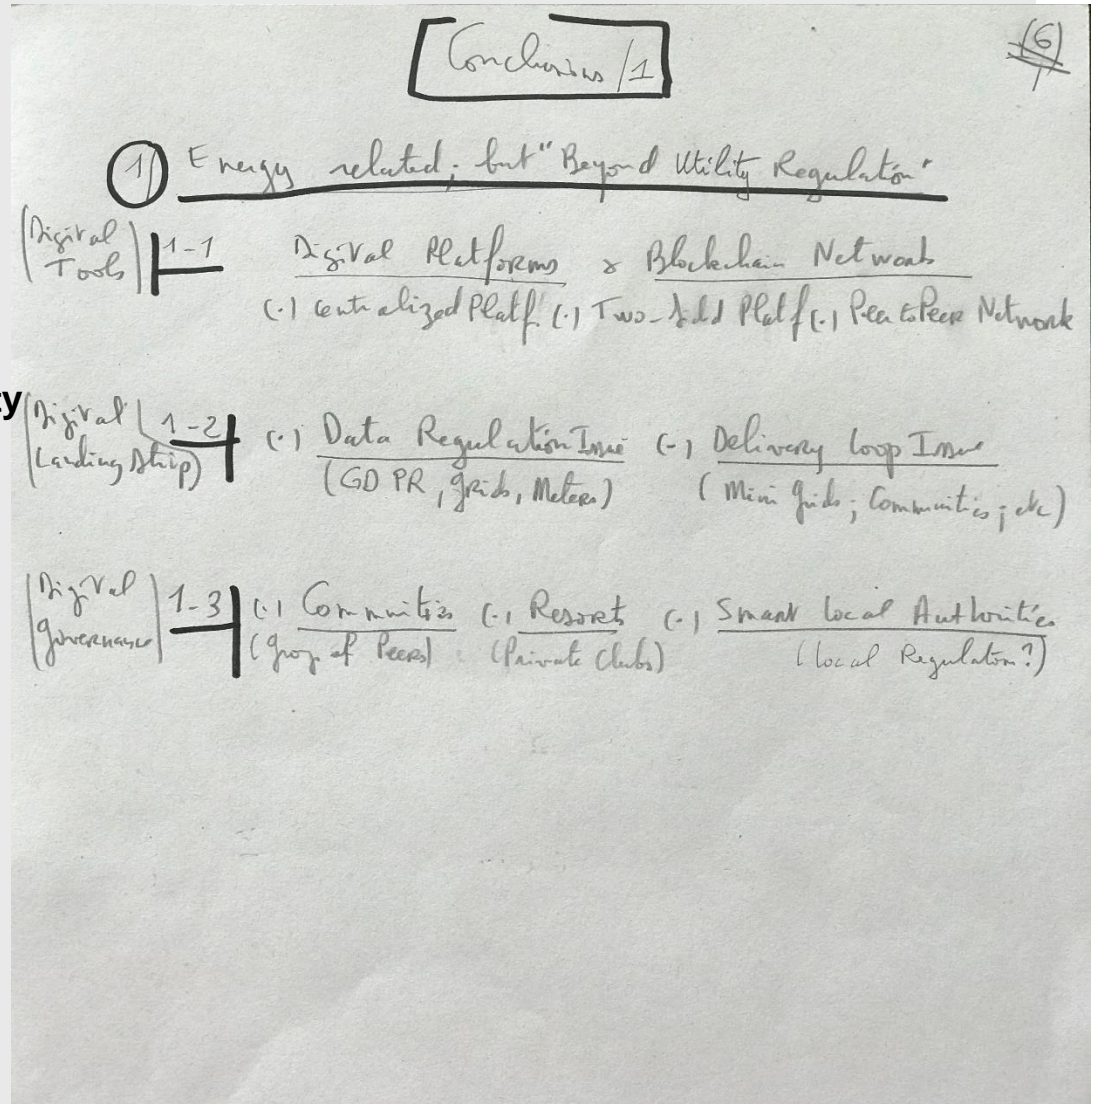 Conclusions /1
(6)
1) Energy related; but "Beyond Utility Regulation"
(Digital Tools) 1-1 Digital Platforms & Blockchain Networks
(.) Centralized Platf. (.) Two-Sided Platf (.) Peer to Peer Network
ty
(Digital Landing Strip) 1-2 (.) Data Regulation Issue (-) Delivery Loop Issue
(GDPR, grids, Meters) (Mini grids; Communities; etc)
(Digital governance) 1-3 (.) Communities (.) Resorts (.) Smart local Authorities
(of Peers) (Private Clubs) (local Regulation?)